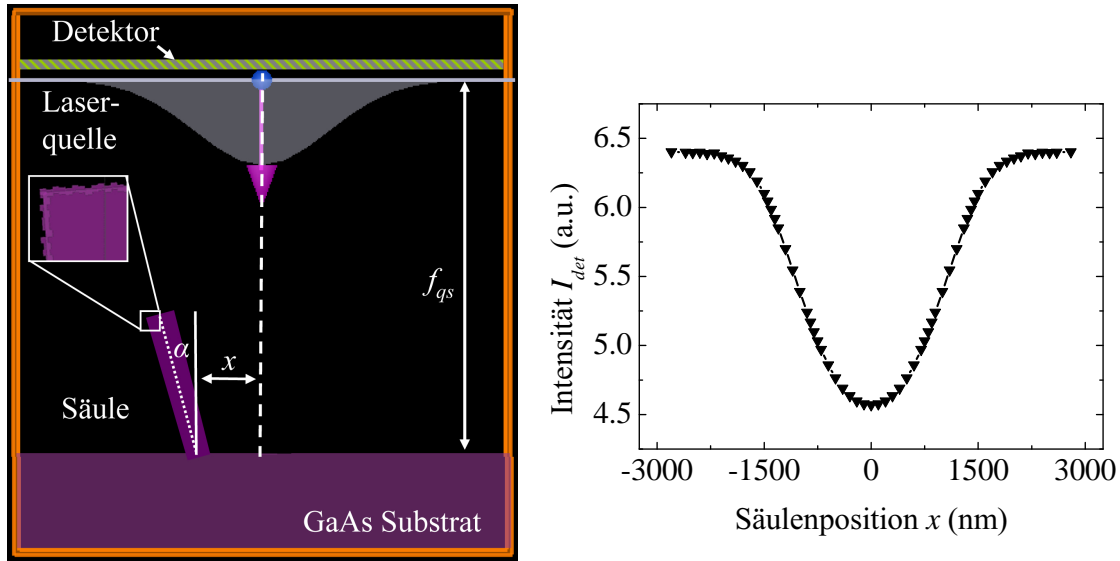 Detektor
Laser-
quelle
f_qs
α
x
Säule
GaAs Substrat
Intensität I_det (a.u.)
6.5
6.0
5.5
5.0
4.5
-3000 -1500 0 1500 3000
Säulenposition x (nm)